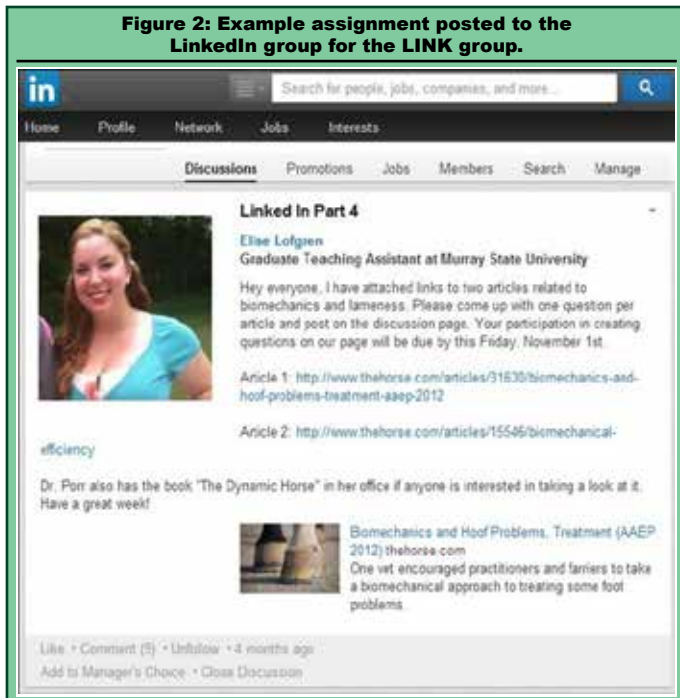 Figure 2: Example assignment posted to the
LinkedIn group for the LINK group.
in
Search for people, jobs, companies, and more...
Home Profile Network Jobs Interests
Discussions Promotions Jobs Members Search Manage
Linked In Part 4
Elise Lofgren
Graduate Teaching Assistant at Murray State University
Hey everyone, I have attached links to two articles related to
biomechanics and lameness. Please come up with one question per
article and post on the discussion page. Your participation in creating
questions on our page will be due by this Friday, November 1st.
Article 1: http://www.thehorse.com/articles/31630/biomechanics-and-
hoof-problems-treatment-aaep-2012
Article 2: http://www.thehorse.com/articles/15546/biomechanical-
efficiency
Dr. Porr also has the book "The Dynamic Horse" in her office if anyone is interested in taking a look at it.
Have a great week!
Biomechanics and Hoof Problems, Treatment (AAEP
2012) thehorse.com
One vet encouraged practitioners and farriers to take
a biomechanical approach to treating some foot
problems.
Like • Comment (9) • Unfollow • 4 months ago
Add to Manager's Choice • Close Discussion